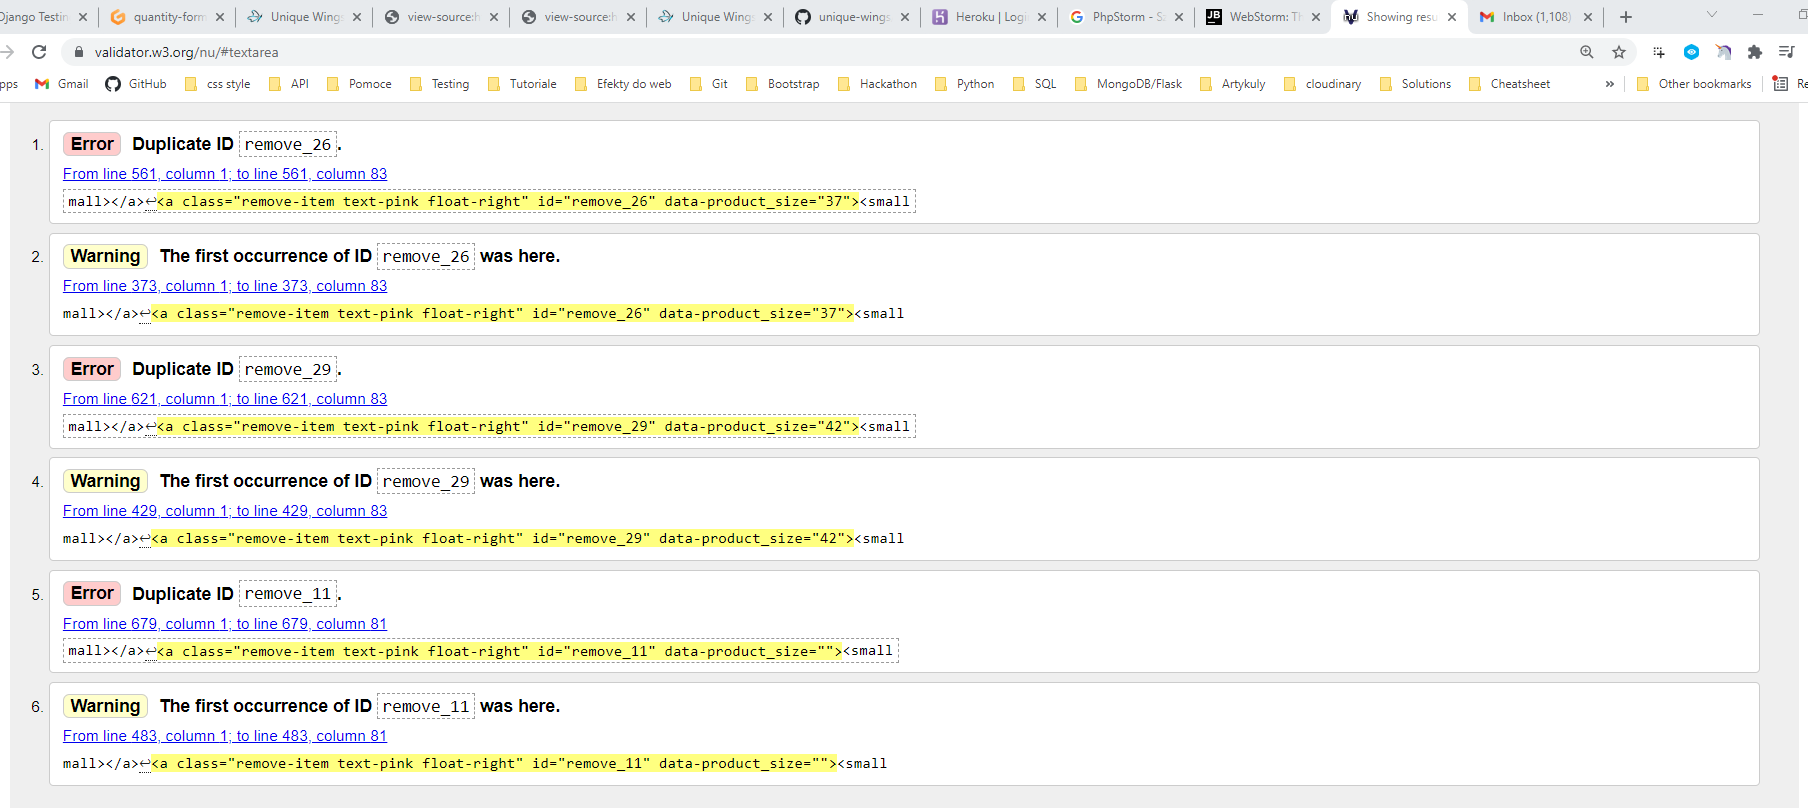 Django Testin
quantity-form
Unique Wings
view-source:h
view-source:h
Unique Wings
unique-wings
Heroku | Logi
PhpStorm - S
WebStorm: Th
Showing resu
Inbox (1,108)
validator.w3.org/nu/#textarea
pps
Gmail
GitHub
css style
API
Pomoce
Testing
Tutoriale
Efekty do web
Git
Bootstrap
Hackathon
Python
SQL
MongoDB/Flask
Artykuly
cloudinary
Solutions
Cheatsheet
»
Other bookmarks
Re
1. Error Duplicate ID remove_26.
From line 561, column 1; to line 561, column 83
mall></a>↩<a class="remove-item text-pink float-right" id="remove_26" data-product_size="37"><small
2. Warning The first occurrence of ID remove_26 was here.
From line 373, column 1; to line 373, column 83
mall></a>↩<a class="remove-item text-pink float-right" id="remove_26" data-product_size="37"><small
3. Error Duplicate ID remove_29.
From line 621, column 1; to line 621, column 83
mall></a>↩<a class="remove-item text-pink float-right" id="remove_29" data-product_size="42"><small
4. Warning The first occurrence of ID remove_29 was here.
From line 429, column 1; to line 429, column 83
mall></a>↩<a class="remove-item text-pink float-right" id="remove_29" data-product_size="42"><small
5. Error Duplicate ID remove_11.
From line 679, column 1; to line 679, column 81
mall></a>↩<a class="remove-item text-pink float-right" id="remove_11" data-product_size=""><small
6. Warning The first occurrence of ID remove_11 was here.
From line 483, column 1; to line 483, column 81
mall></a>↩<a class="remove-item text-pink float-right" id="remove_11" data-product_size=""><small